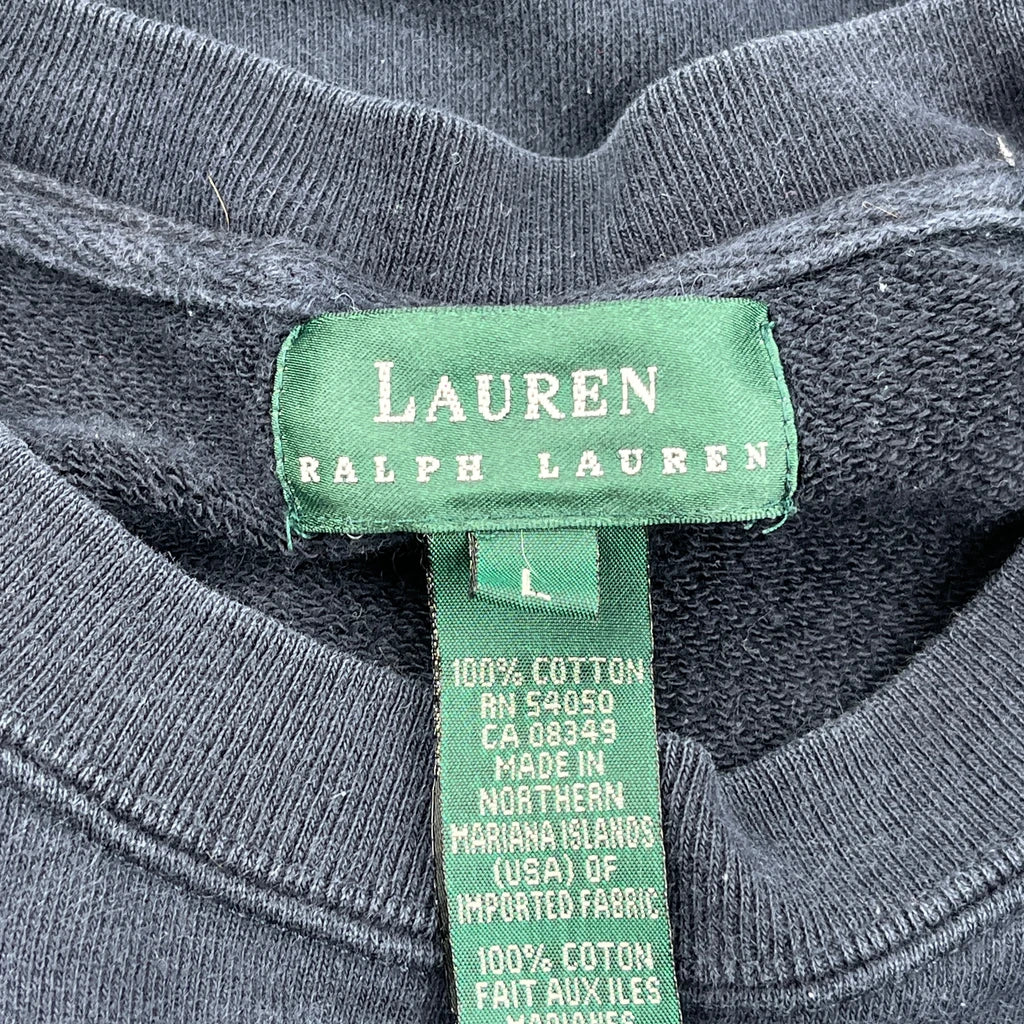 LAUREN
RALPH LAUREN
L
100% COTTON
RN 54050
CA 08349
MADE IN
NORTHERN
MARIANA ISLANDS
(USA) OF
IMPORTED FABRIC
100% COTON
FAIT AUX ILES
MARIANES